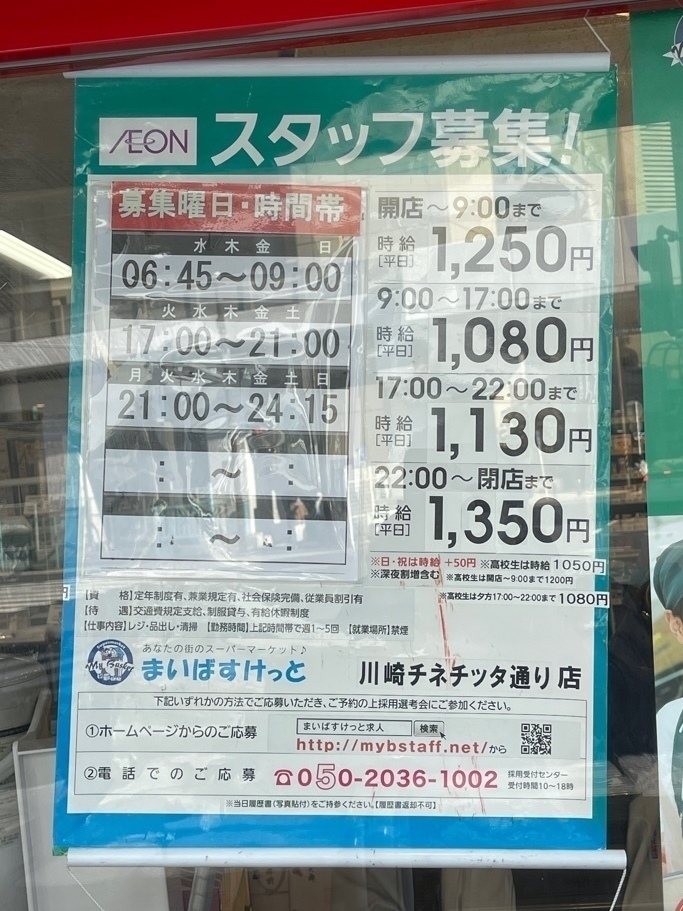 AEON スタッフ募集!
募集曜日・時間帯
水 木 金 日
06:45〜09:00
火 水 木 金 土
17:00〜21:00
月 火 水 木 金 土 日
21:00〜24:15
: 〜 :
: 〜 :
開店〜9:00まで
時給[平日] 1,250円
9:00〜17:00まで
時給[平日] 1,080円
17:00〜22:00まで
時給[平日] 1,130円
22:00〜閉店まで
時給[平日] 1,350円
※日・祝は時給 +50円 ※高校生は時給 1050円
※深夜割増含む ※高校生は開店〜9:00まで1200円
※高校生は夕方17:00〜22:00まで 1080円
【資 格】定年制度有、兼業規定有、社会保険完備、従業員割引有
【待 遇】交通費規定支給、制服貸与、有給休暇制度
【仕事内容】レジ・品出し・清掃 【勤務時間】上記時間帯で週1〜5回 【就業場所】禁煙
My Basket
あなたの街のスーパーマーケット♪
まいばすけっと 川崎チネチッタ通り店
下記いずれかの方法でご応募いただき、ご予約の上採用選考会にご参加ください。
①ホームページからのご応募 まいばすけっと求人 検索
http://mybstaff.net/から
②電話でのご応募 ☎050-2036-1002 採用受付センター
受付時間10〜18時
※当日履歴書(写真貼付)をご持参ください。【履歴書返却不可】